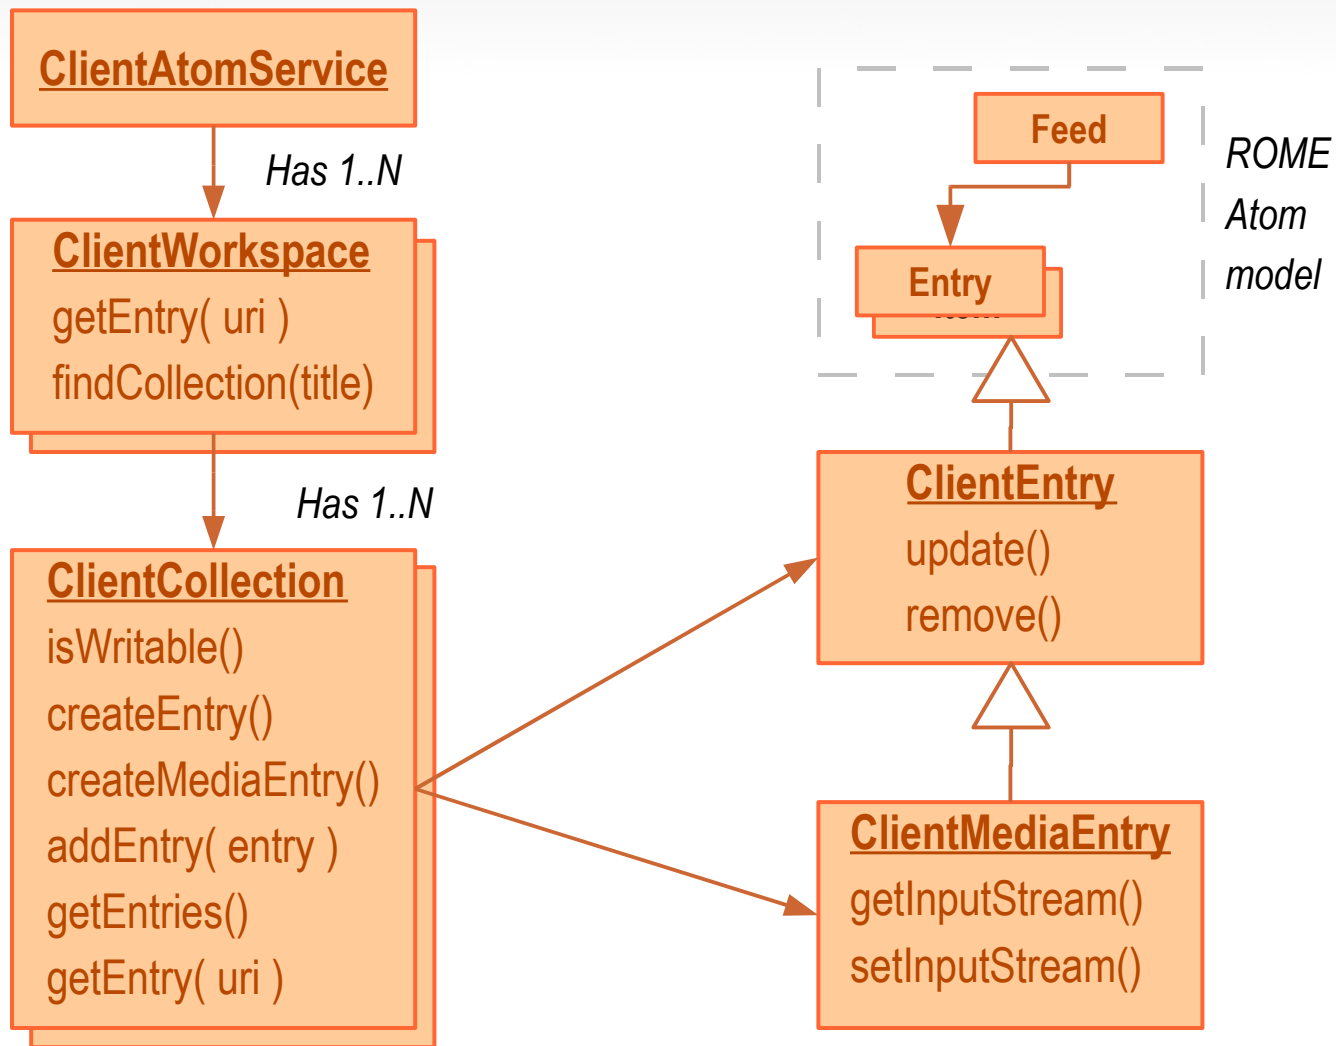 ClientAtomService
Has 1..N
ClientWorkspace
getEntry( uri )
findCollection(title)
Has 1..N
ClientCollection
isWritable()
createEntry()
createMediaEntry()
addEntry( entry )
getEntries()
getEntry( uri )
Feed
Entry
ROME
Atom
model
ClientEntry
update()
remove()
ClientMediaEntry
getInputStream()
setInputStream()